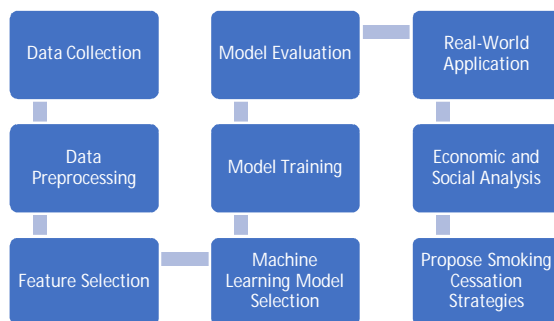 Data Collection
Data
Preprocessing
Feature Selection
Machine
Learning Model
Selection
Model Training
Model Evaluation
Real-World
Application
Economic and
Social Analysis
Propose Smoking
Cessation
Strategies